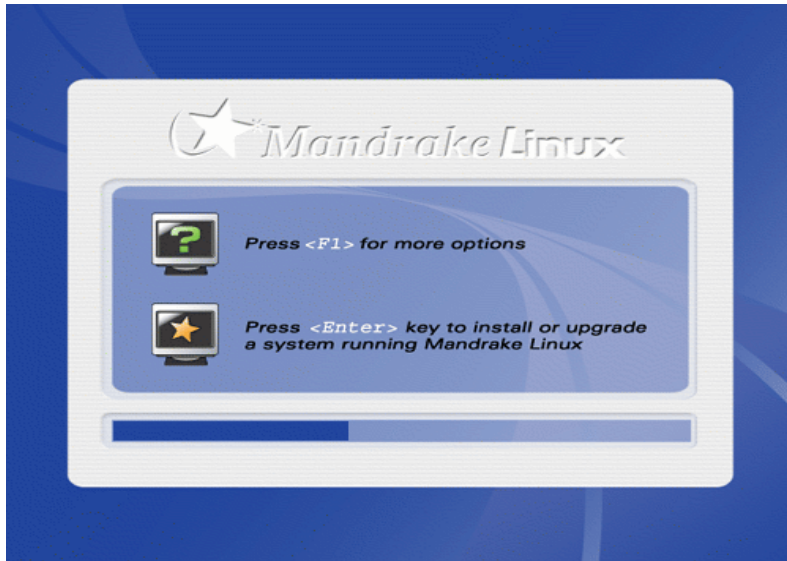 Mandrake Linux
Press <F1> for more options
Press <Enter> key to install or upgrade
a system running Mandrake Linux